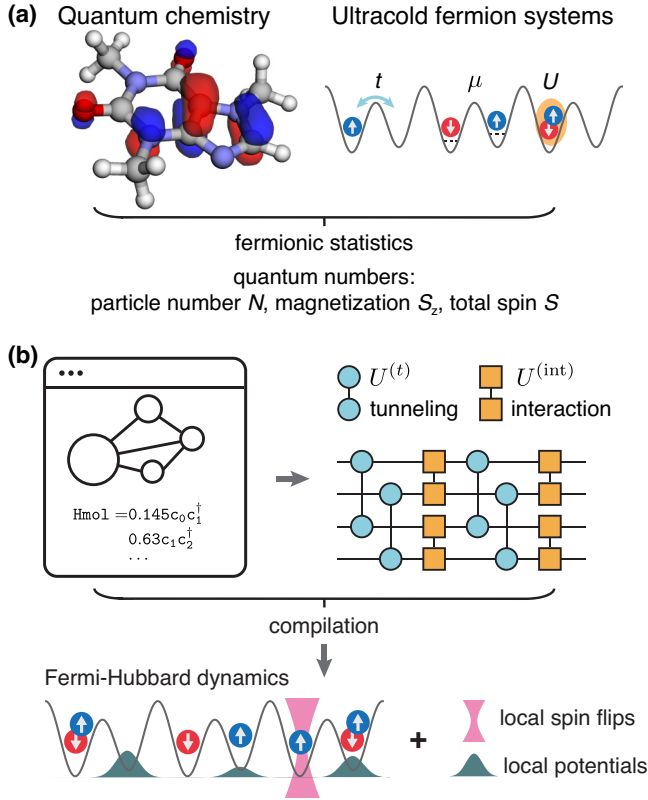 (a) Quantum chemistry Ultracold fermion systems
t μ U
fermionic statistics
quantum numbers:
particle number N, magnetization S_z, total spin S
(b)
U^(t) U^(int)
tunneling interaction
Hmol =0.145c₀c₁†
0.63c₁c₂†
...
compilation
Fermi-Hubbard dynamics
+
local spin flips
local potentials